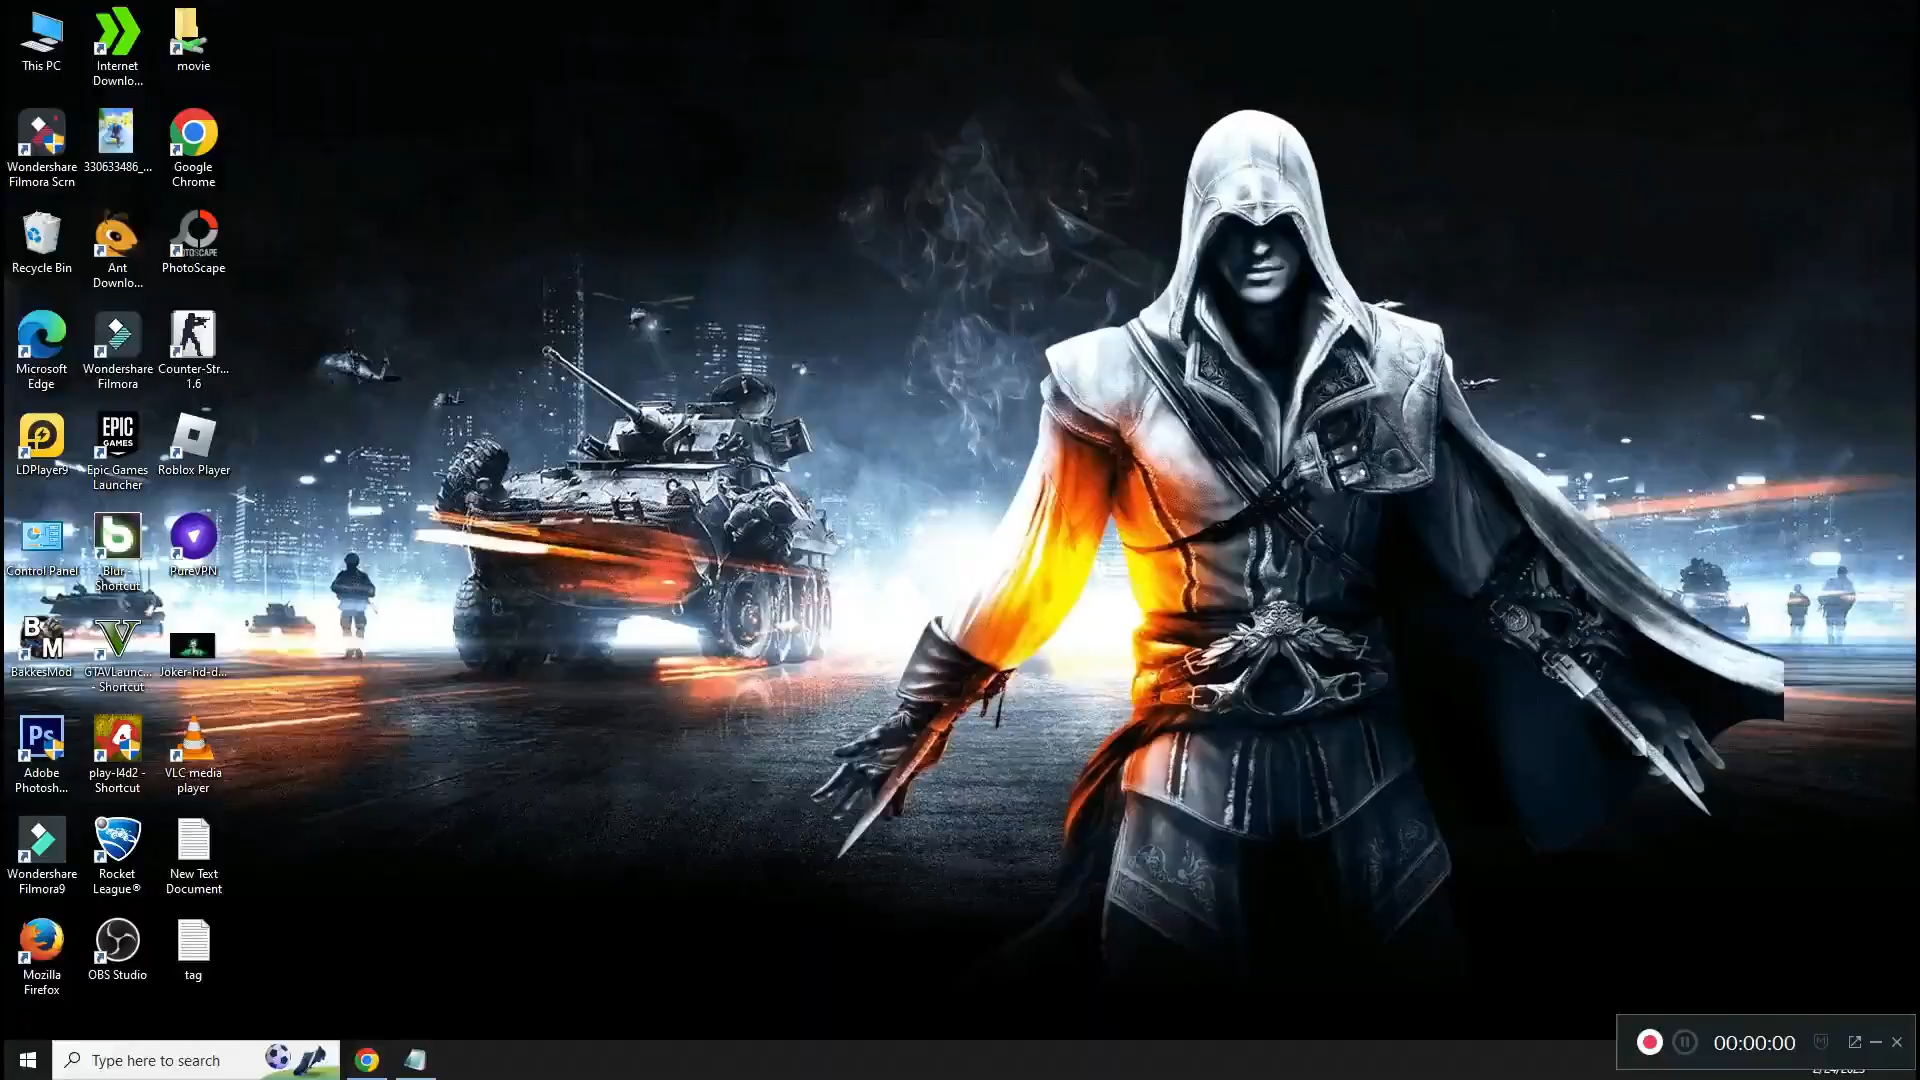 This PC
Internet
Downlo...
movie
Wondershare
Filmora Scrn
330633486_...
Google
Chrome
Recycle Bin
Ant
Downlo...
PHOTOSCAPE
PhotoScape
Microsoft
Edge
Wondershare
Filmora
Counter-Str...
1.6
LDPlayer9
EPIC
GAMES
Epic Games
Launcher
Roblox Player
Control Panel
Blur -
Shortcut
PureVPN
B
M
BakkesMod
V
GTAVLaunc...
- Shortcut
Joker-hd-d...
Ps
Adobe
Photosh...
play-l4d2 -
Shortcut
VLC media
player
Wondershare
Filmora9
Rocket
League®
New Text
Document
Mozilla
Firefox
OBS Studio
tag
Type here to search
00:00:00